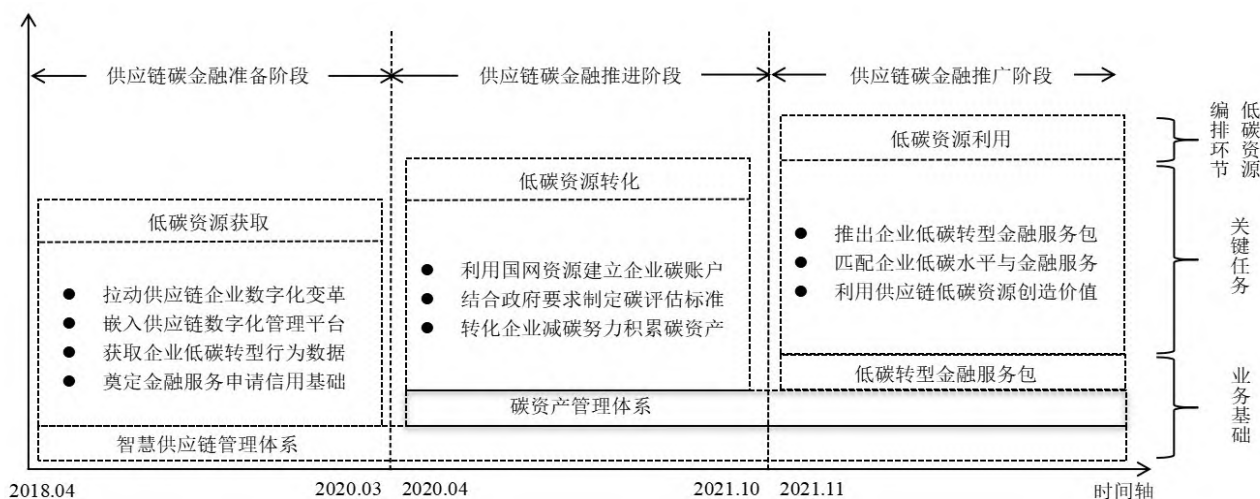 供应链碳金融准备阶段
供应链碳金融推进阶段
供应链碳金融推广阶段
低碳资源获取
● 拉动供应链企业数字化变革
● 嵌入供应链数字化管理平台
● 获取企业低碳转型行为数据
● 奠定金融服务申请信用基础
智慧供应链管理体系
低碳资源转化
● 利用国网资源建立企业碳账户
● 结合政府要求制定碳评估标准
● 转化企业减碳努力积累碳资产
碳资产管理体系
低碳资源利用
● 推出企业低碳转型金融服务包
● 匹配企业低碳水平与金融服务
● 利用供应链低碳资源创造价值
低碳转型金融服务包
低碳资源
编排环节
关键任务
业务基础
2018.04
2020.03
2020.04
2021.10
2021.11
时间轴